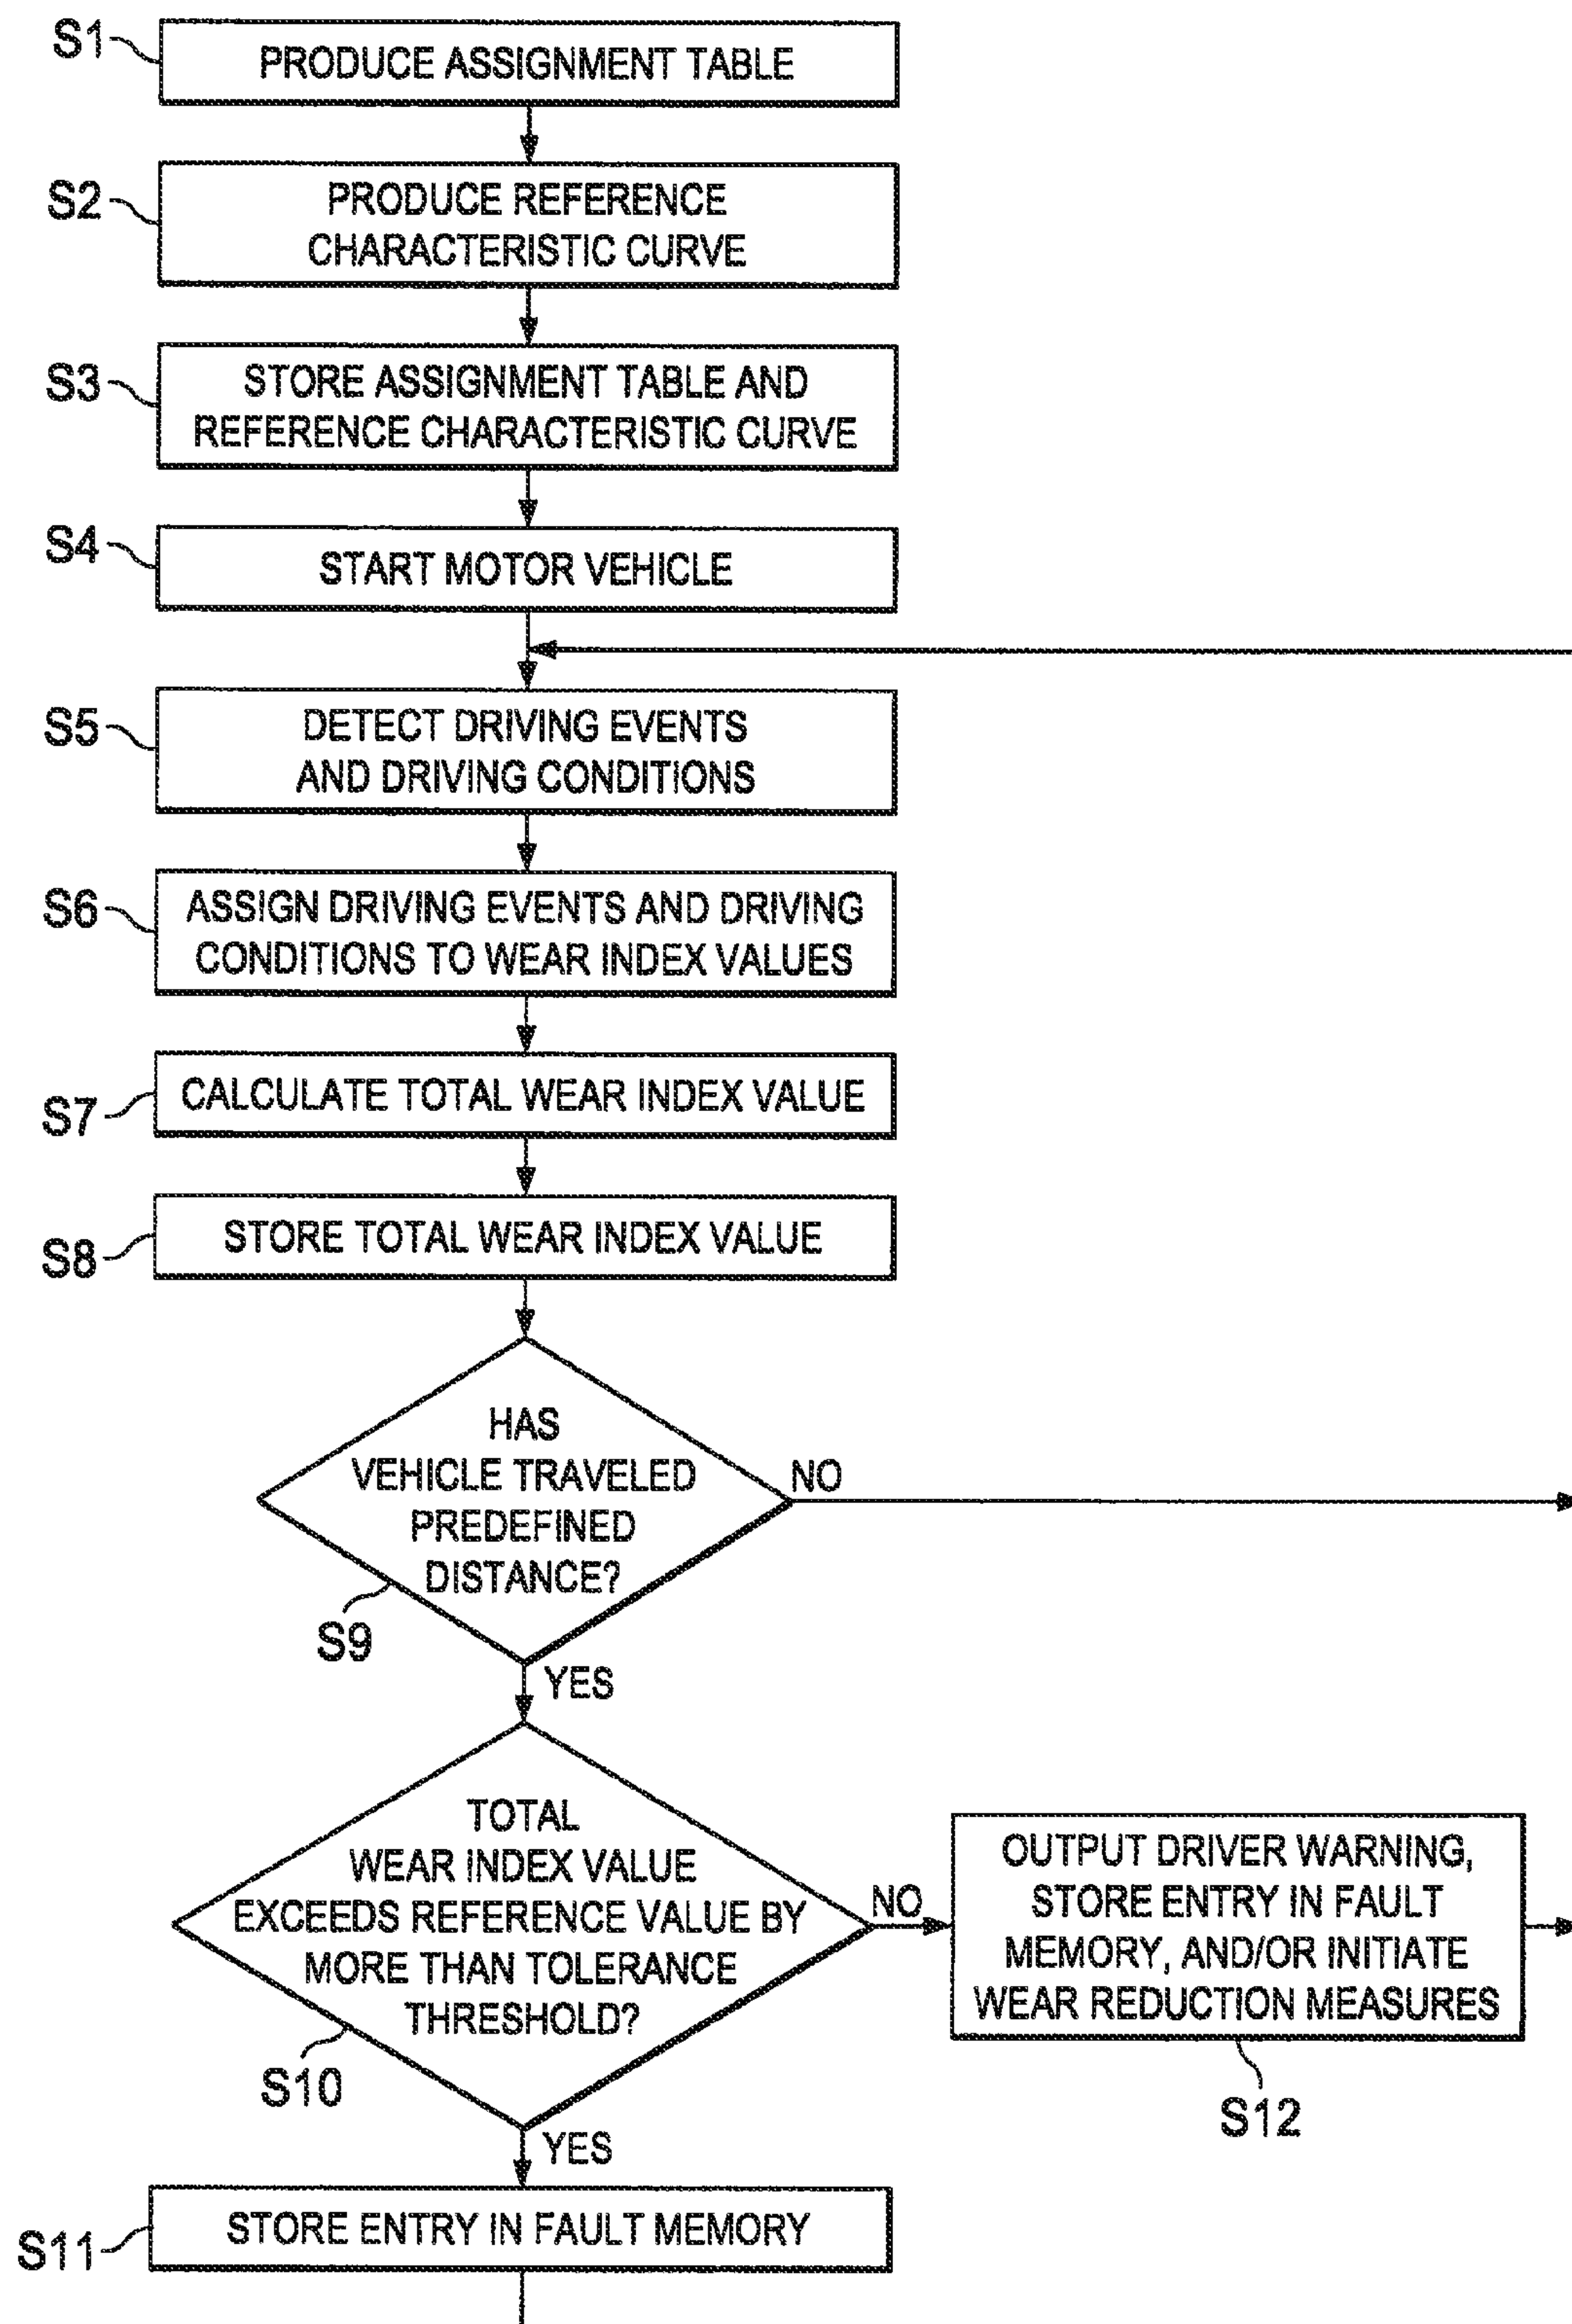 S1
PRODUCE ASSIGNMENT TABLE
S2
PRODUCE REFERENCE
CHARACTERISTIC CURVE
S3
STORE ASSIGNMENT TABLE AND
REFERENCE CHARACTERISTIC CURVE
S4
START MOTOR VEHICLE
S5
DETECT DRIVING EVENTS
AND DRIVING CONDITIONS
S6
ASSIGN DRIVING EVENTS AND DRIVING
CONDITIONS TO WEAR INDEX VALUES
S7
CALCULATE TOTAL WEAR INDEX VALUE
S8
STORE TOTAL WEAR INDEX VALUE
HAS
VEHICLE TRAVELED
PREDEFINED
DISTANCE?
NO
S9
YES
TOTAL
WEAR INDEX VALUE
EXCEEDS REFERENCE VALUE BY
MORE THAN TOLERANCE
THRESHOLD?
NO
S10
OUTPUT DRIVER WARNING,
STORE ENTRY IN FAULT
MEMORY, AND/OR INITIATE
WEAR REDUCTION MEASURES
S12
YES
S11
STORE ENTRY IN FAULT MEMORY